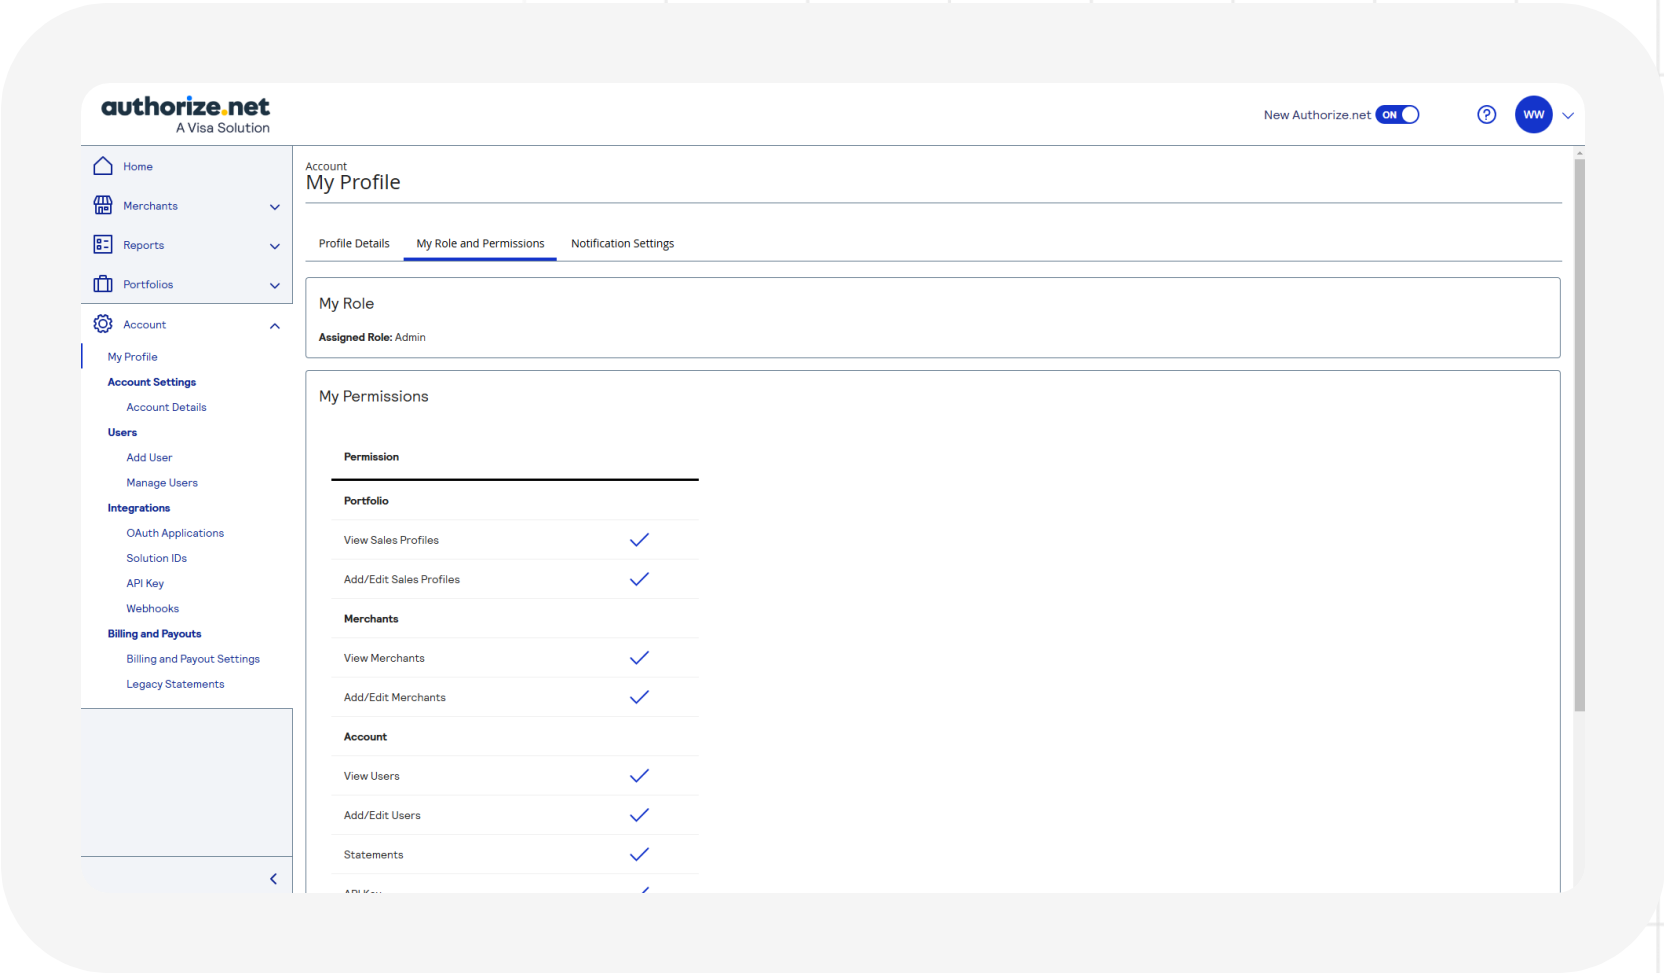 authorize.net
A Visa Solution
New Authorize.net ON
?
WW
Home
Merchants
Reports
Portfolios
Account
My Profile
Account Settings
Account Details
Users
Add User
Manage Users
Integrations
OAuth Applications
Solution IDs
API Key
Webhooks
Billing and Payouts
Billing and Payout Settings
Legacy Statements
Account
My Profile
Profile Details My Role and Permissions Notification Settings
My Role
Assigned Role: Admin
My Permissions
Permission
Portfolio
View Sales Profiles
Add/Edit Sales Profiles
Merchants
View Merchants
Add/Edit Merchants
Account
View Users
Add/Edit Users
Statements
API Key